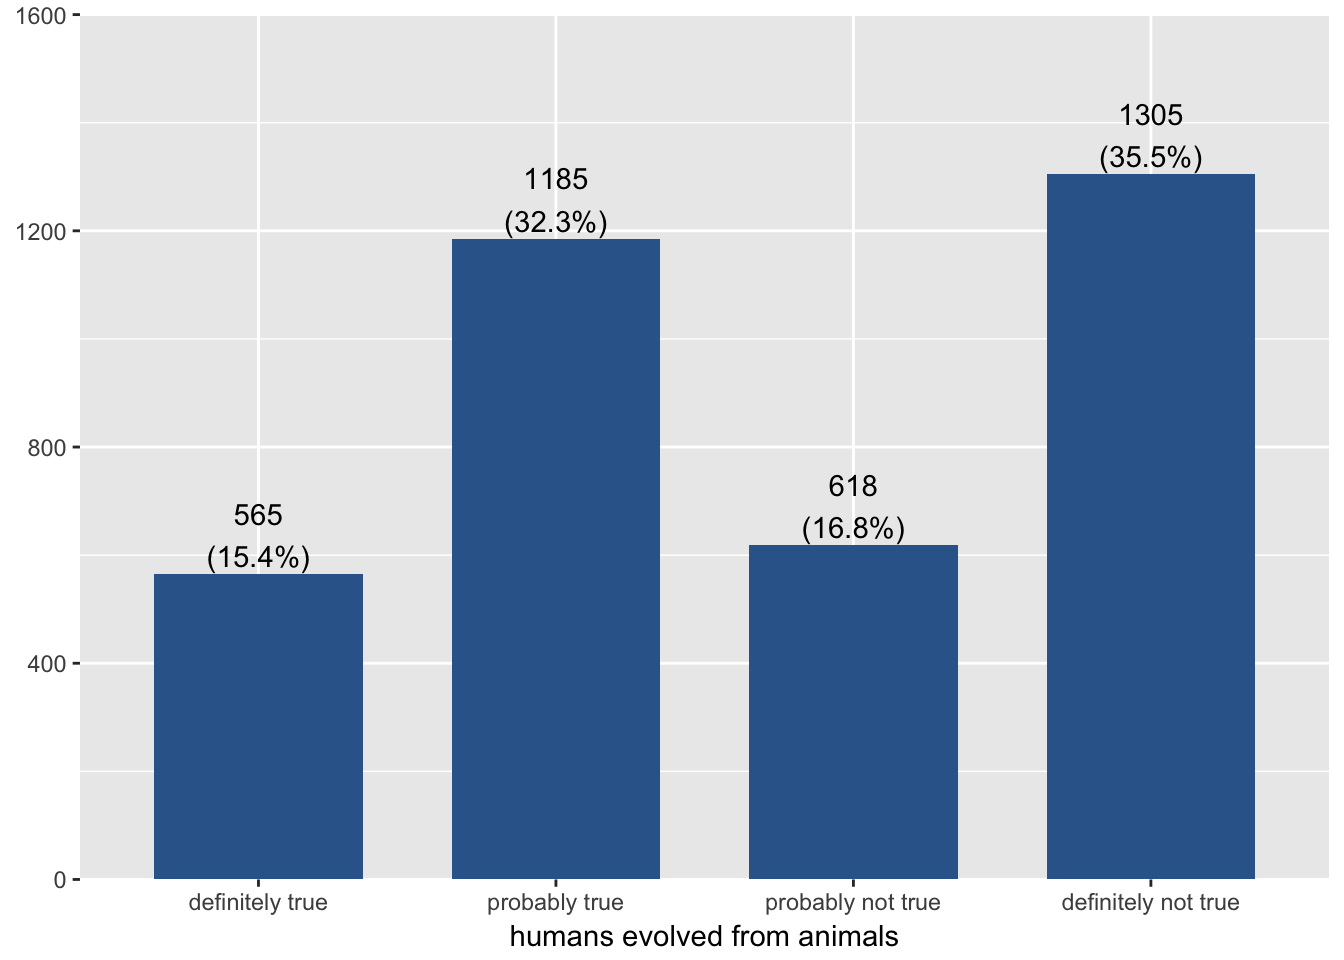 1600
1200
800
400
0
565
(15.4%)
1185
(32.3%)
618
(16.8%)
1305
(35.5%)
definitely true
probably true
probably not true
definitely not true
humans evolved from animals